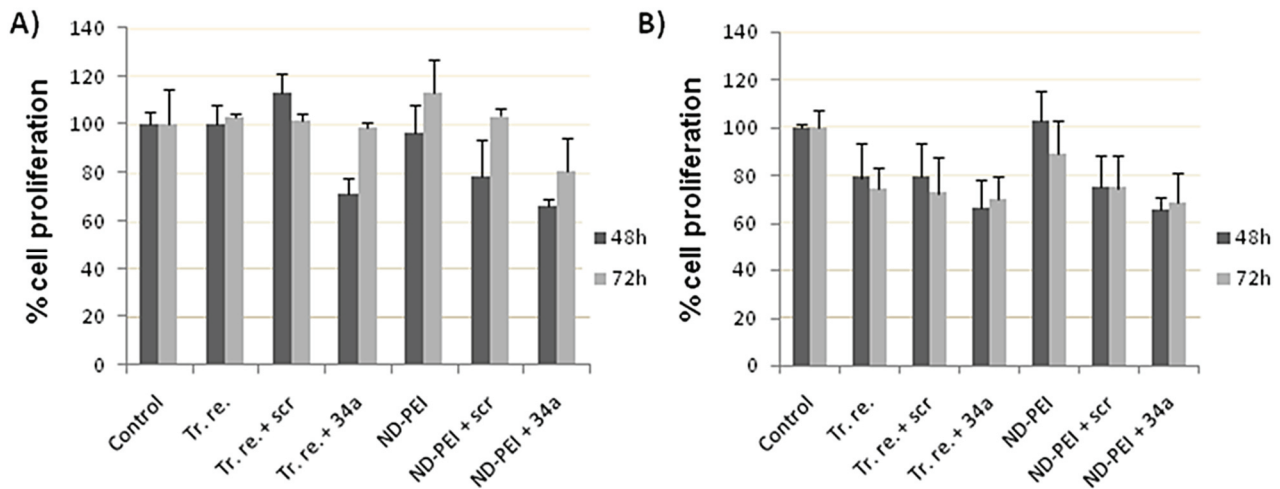 A)
% cell proliferation
140
120
100
80
60
40
20
0
Control
Tr. re.
Tr. re. + scr
Tr. re. + 34a
ND-PEI
ND-PEI + scr
ND-PEI + 34a
48h
72h
B)
% cell proliferation
140
120
100
80
60
40
20
0
Control
Tr. re.
Tr. re. + scr
Tr. re. + 34a
ND-PEI
ND-PEI + scr
ND-PEI + 34a
48h
72h